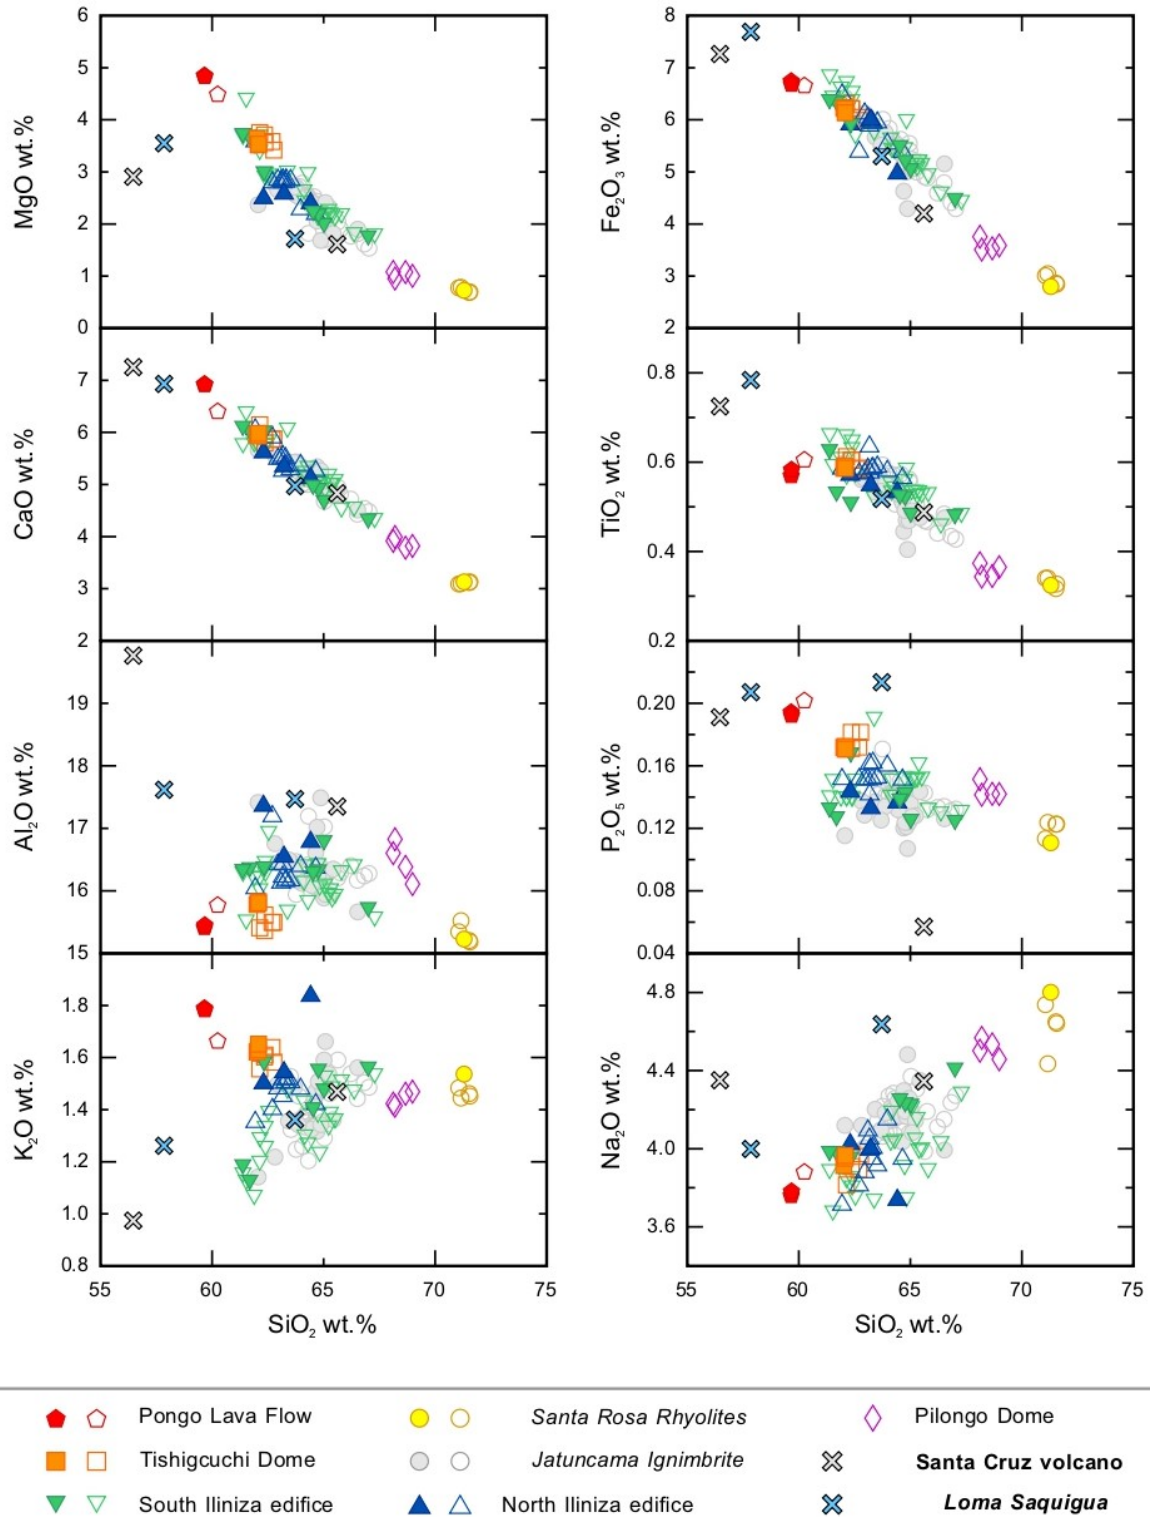 6
5
4
3
2
1
0
MgO wt.%
8
7
6
5
4
3
2
Fe₂O₃ wt.%
7
6
5
4
3
2
CaO wt.%
0.8
0.6
0.4
0.2
TiO₂ wt.%
19
18
17
16
15
Al₂O wt.%
0.20
0.16
0.12
0.08
0.04
P₂O₅ wt.%
1.8
1.6
1.4
1.2
1.0
0.8
K₂O wt.%
55 60 65 70 75
SiO₂ wt.%
4.8
4.4
4.0
3.6
Na₂O wt.%
55 60 65 70 75
SiO₂ wt.%
Pongo Lava Flow
Santa Rosa Rhyolites
Pilongo Dome
Tishigcuchi Dome
Jatuncama Ignimbrite
Santa Cruz volcano
South Iliniza edifice
North Iliniza edifice
Loma Saquigua